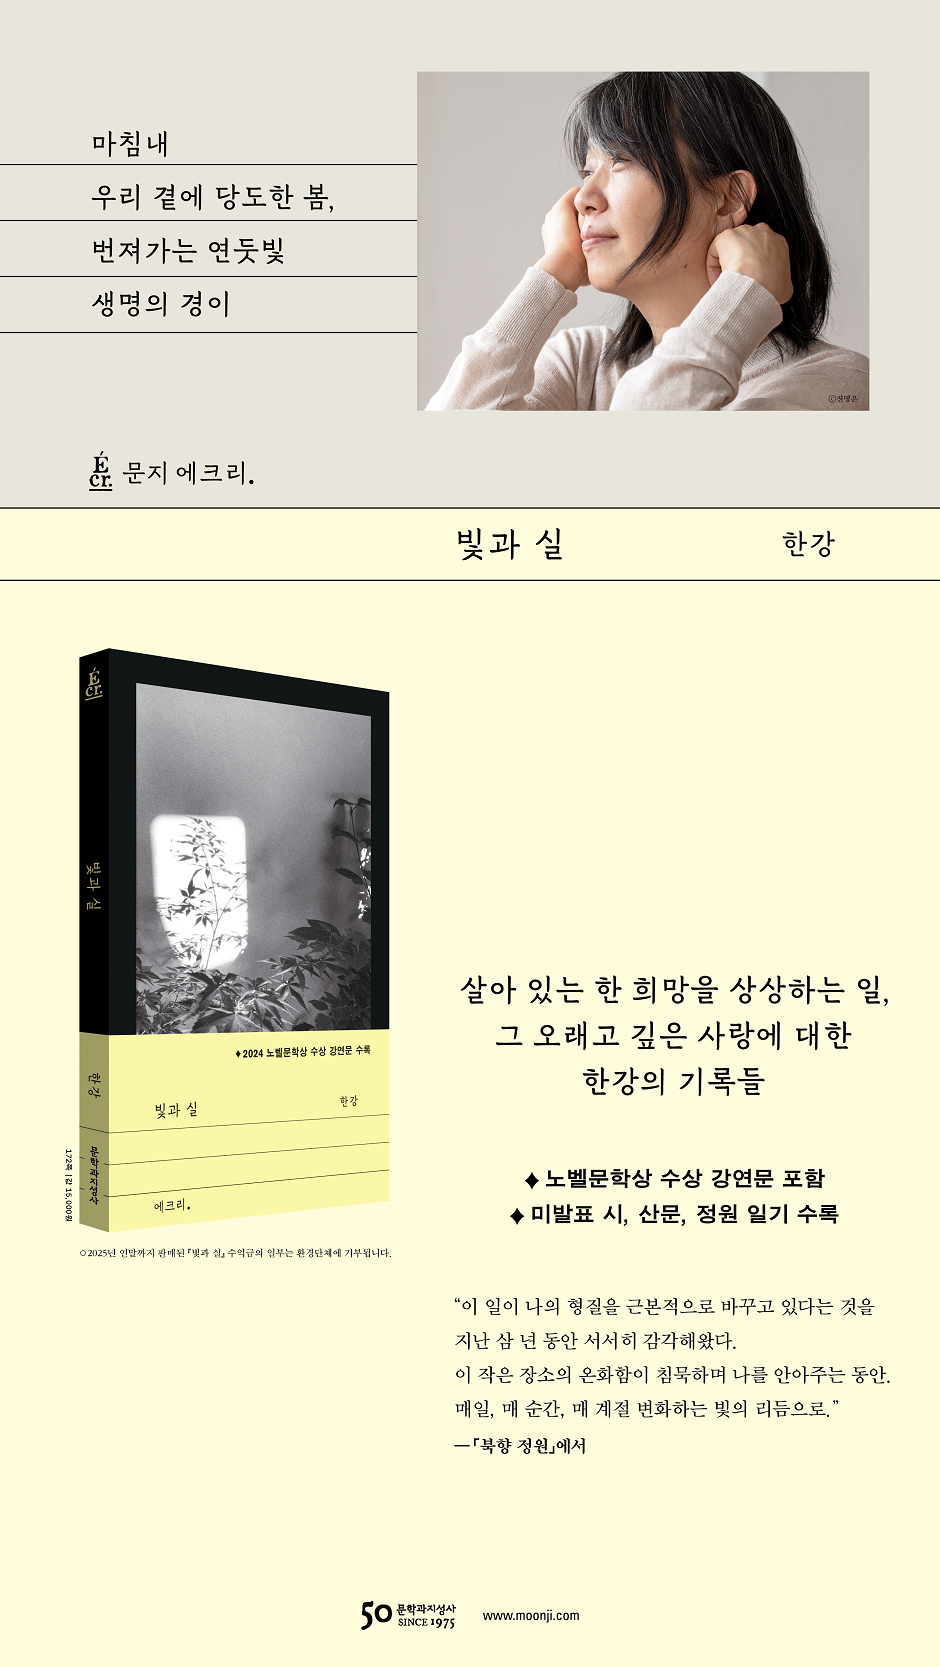 마침내
우리 곁에 당도한 봄,
번져가는 연둣빛
생명의 경이
©전명은
Écr. 문지 에크리.
빛과 실 한강
Écr.
빛과 실
한강
문학과지성사
♦2024 노벨문학상 수상 강연문 수록
빛과 실 한강
에크리.
172쪽 | 값 15,000원
○2025년 연말까지 판매된 『빛과 실』 수익금의 일부는 환경단체에 기부됩니다.
살아 있는 한 희망을 상상하는 일,
그 오래고 깊은 사랑에 대한
한강의 기록들
♦ 노벨문학상 수상 강연문 포함
♦ 미발표 시, 산문, 정원 일기 수록
“이 일이 나의 형질을 근본적으로 바꾸고 있다는 것을
지난 삼 년 동안 서서히 감각해왔다.
이 작은 장소의 온화함이 침묵하며 나를 안아주는 동안.
매일, 매 순간, 매 계절 변화하는 빛의 리듬으로.”
—「북향 정원」에서
50 문학과지성사
SINCE 1975
www.moonji.com